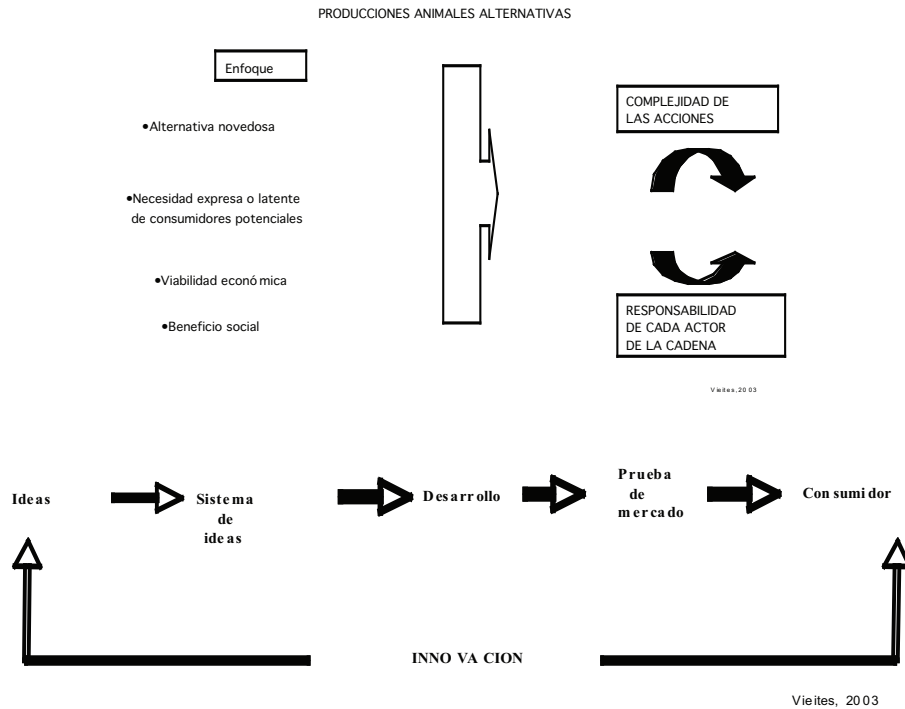 PRODUCCIONES ANIMALES ALTERNATIVAS
Enfoque
•Alternativa novedosa
•Necesidad expresa o latente
de consumidores potenciales
•Viabilidad económica
•Beneficio social
COMPLEJIDAD DE
LAS ACCIONES
RESPONSABILIDAD
DE CADA ACTOR
DE LA CADENA
Vieites, 2003
Ideas
Sistema
de
ideas
Desarrollo
Prueba
de
mercado
Consumidor
INNOVACION
Vieites, 2003